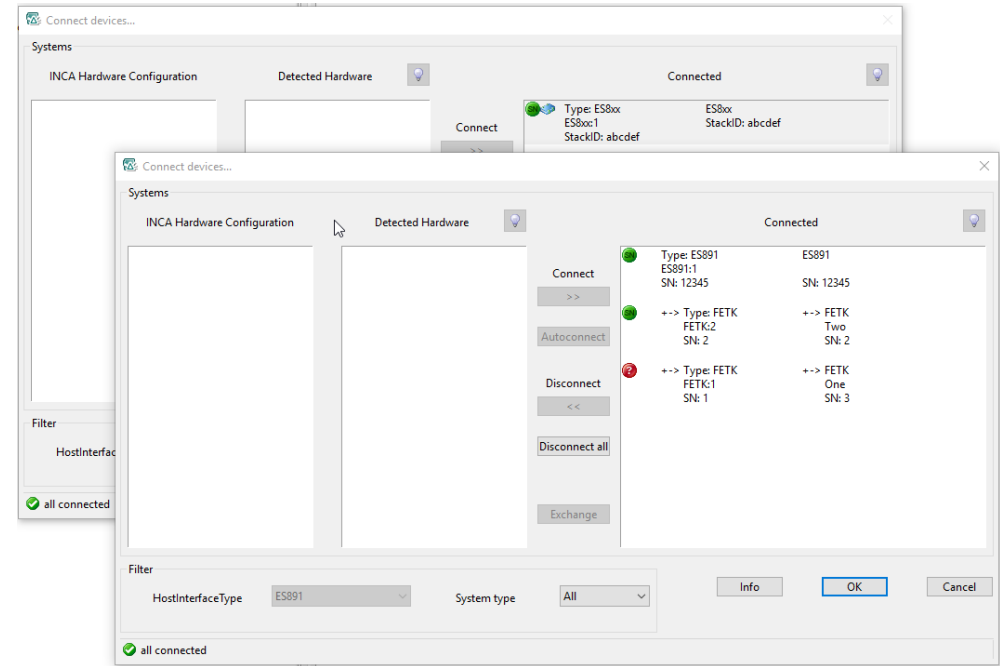 Connect devices...
Systems
INCA Hardware Configuration Detected Hardware Connected
Type: ES8xx ES8xx
ES8xx:1 StackID: abcdef
StackID: abcdef
Connect
>>
Filter
HostInterfac
all connected
Connect devices...
Systems
INCA Hardware Configuration Detected Hardware Connected
SN Type: ES891 ES891
ES891:1
SN: 12345 SN: 12345
Connect
>>
Autoconnect
SN +-> Type: FETK +-> FETK
FETK:2 Two
SN: 2 SN: 2
Disconnect
<<
Disconnect all
? +-> Type: FETK +-> FETK
FETK:1 One
SN: 1 SN: 3
Exchange
Filter
HostInterfaceType ES891 System type All
Info OK Cancel
all connected